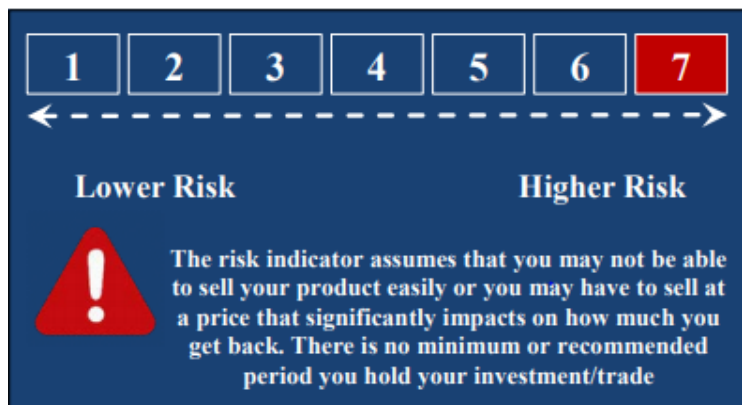 1 2 3 4 5 6 7
Lower Risk Higher Risk
The risk indicator assumes that you may not be able
to sell your product easily or you may have to sell at
a price that significantly impacts on how much you
get back. There is no minimum or recommended
period you hold your investment/trade